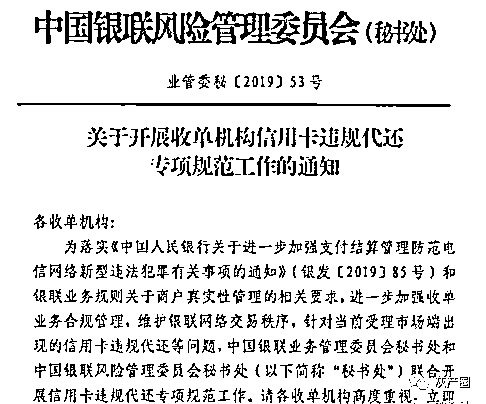 中国银联风险管理委员会(秘书处)
业管委秘〔2019〕53号
关于开展收单机构信用卡违规代还
专项规范工作的通知
各收单机构:
为落实《中国人民银行关于进一步加强支付结算管理防范电
信网络新型违法犯罪有关事项的通知》(银发〔2019〕85号)和
银联业务规则关于商户真实性管理的相关要求,进一步加强收单
业务合规管理,维护银联网络交易秩序,针对当前受理市场端出
现的信用卡违规代还等问题,中国银联业务管理委员会秘书处和
中国银联风险管理委员会秘书处(以下简称“秘书处”)联合开
展信用卡违规代还专项规范工作。请各收单机构高度重视,立即
灰产圈